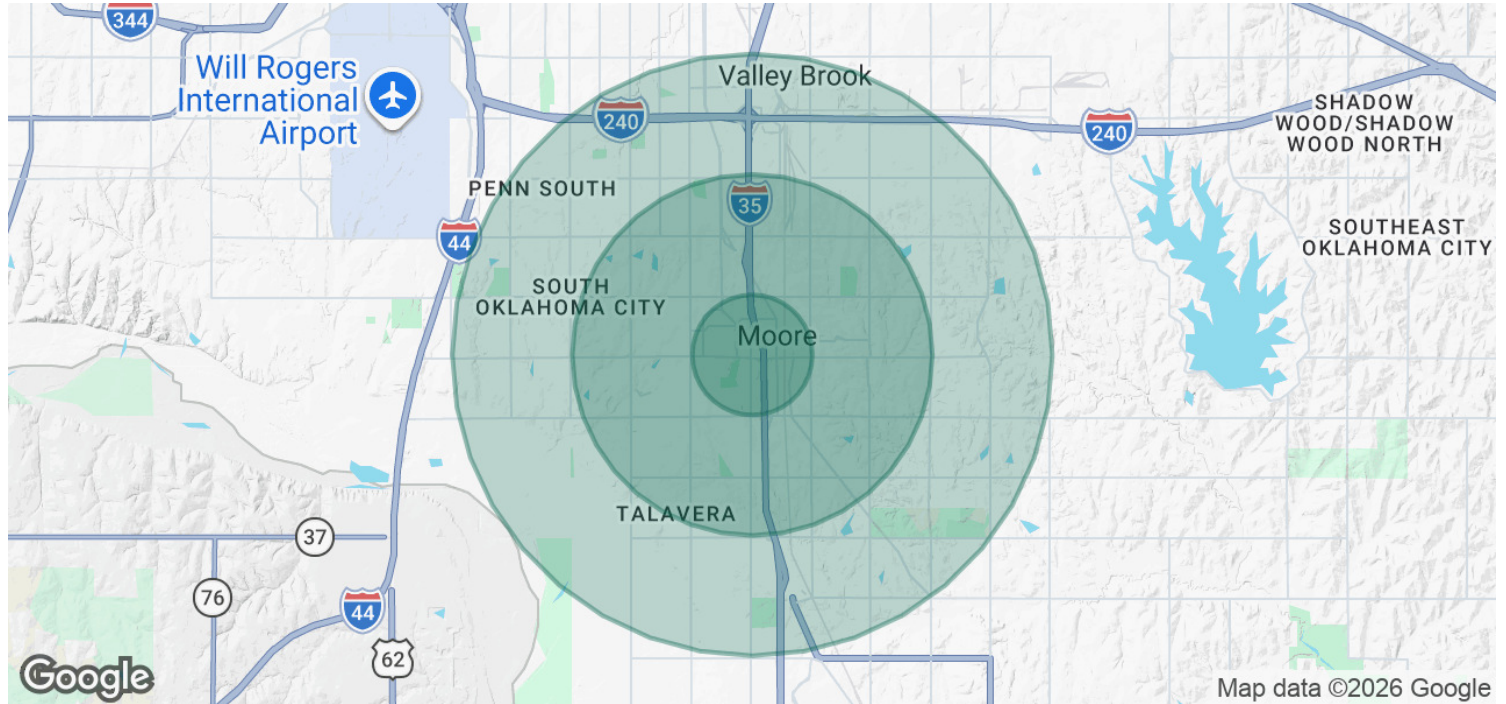 344
Will Rogers
International
Airport
Valley Brook
240
240
SHADOW
WOOD/SHADOW
WOOD NORTH
PENN SOUTH
35
44
SOUTHEAST
OKLAHOMA CITY
SOUTH
OKLAHOMA CITY
Moore
TALAVERA
37
76
44
62
Google
Map data ©2026 Google